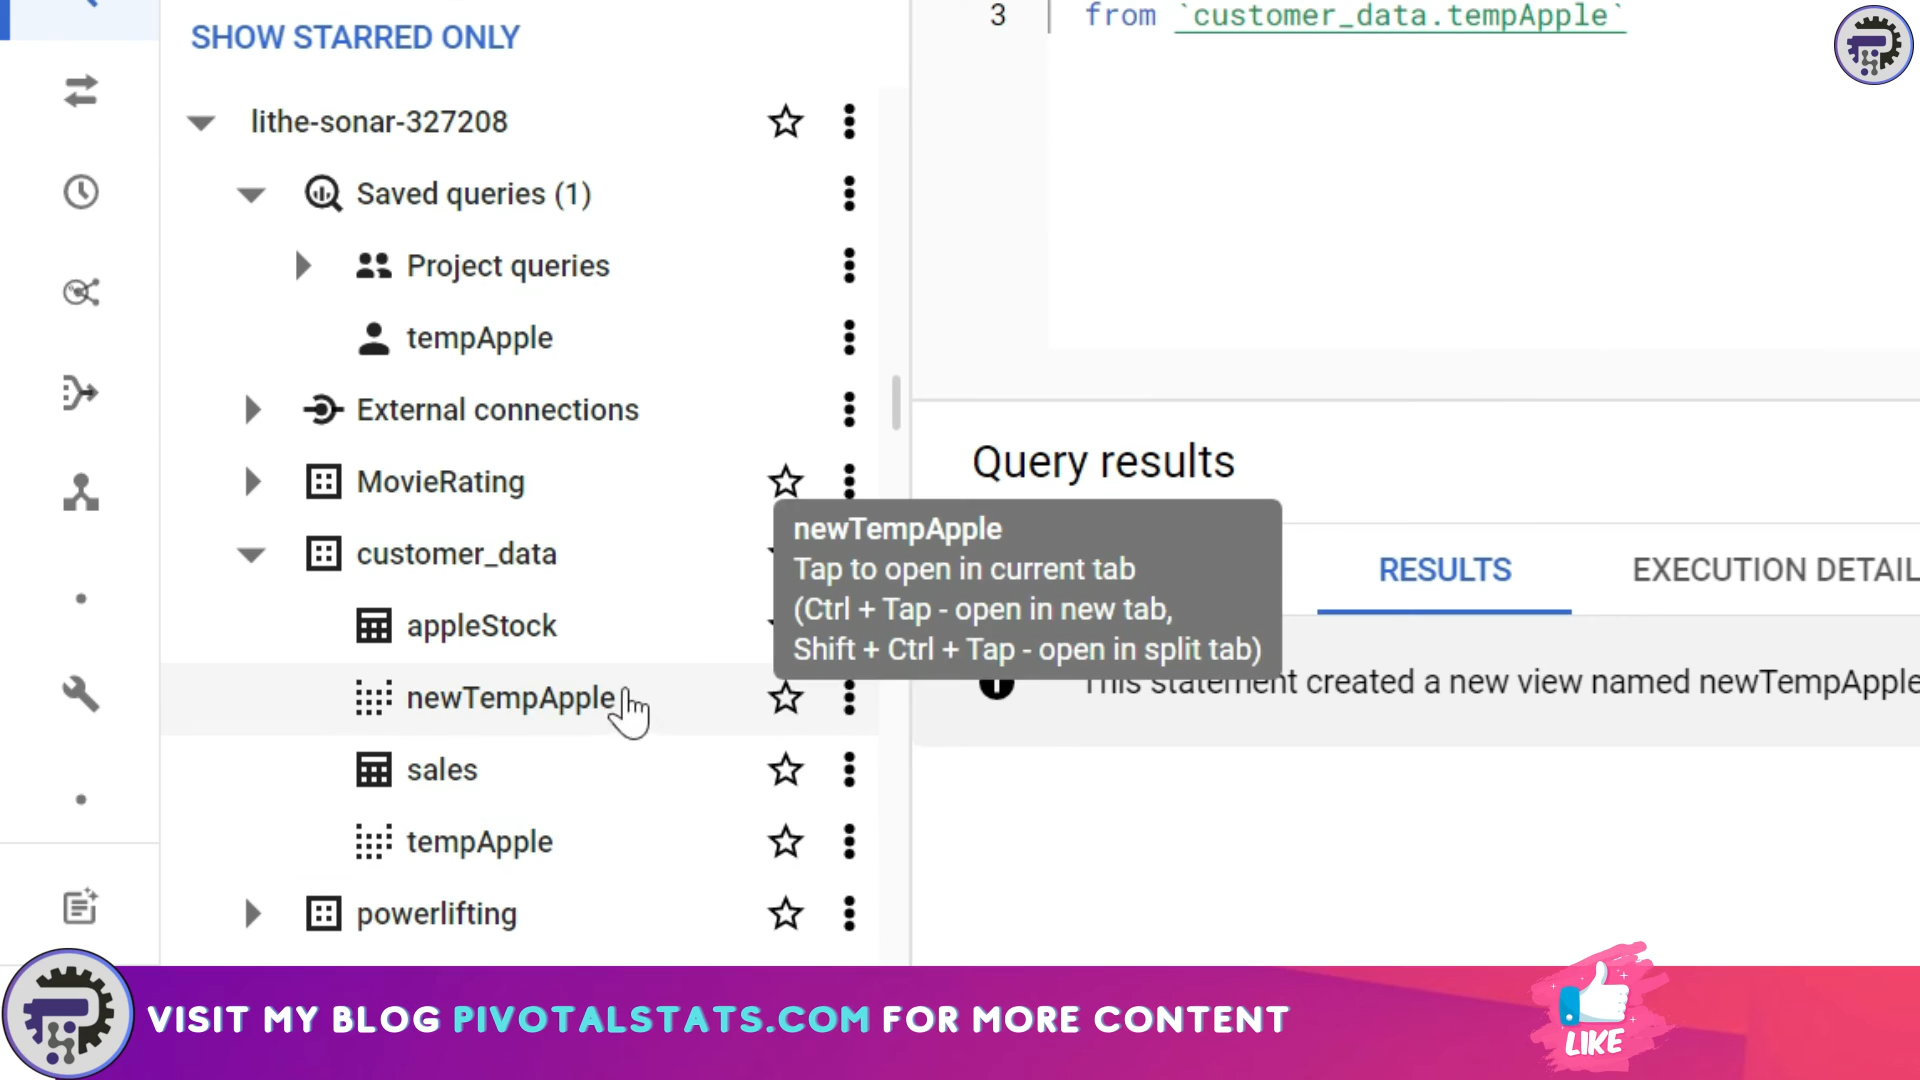 SHOW STARRED ONLY
lithe-sonar-327208
Saved queries (1)
Project queries
tempApple
External connections
MovieRating
customer_data
appleStock
newTempApple
sales
tempApple
powerlifting
3 from `customer_data.tempApple`
Query results
newTempApple
Tap to open in current tab
(Ctrl + Tap - open in new tab,
Shift + Ctrl + Tap - open in split tab)
RESULTS
EXECUTION DETAIL
This statement created a new view named newTempApple
VISIT MY BLOG PIVOTALSTATS.COM FOR MORE CONTENT
LIKE